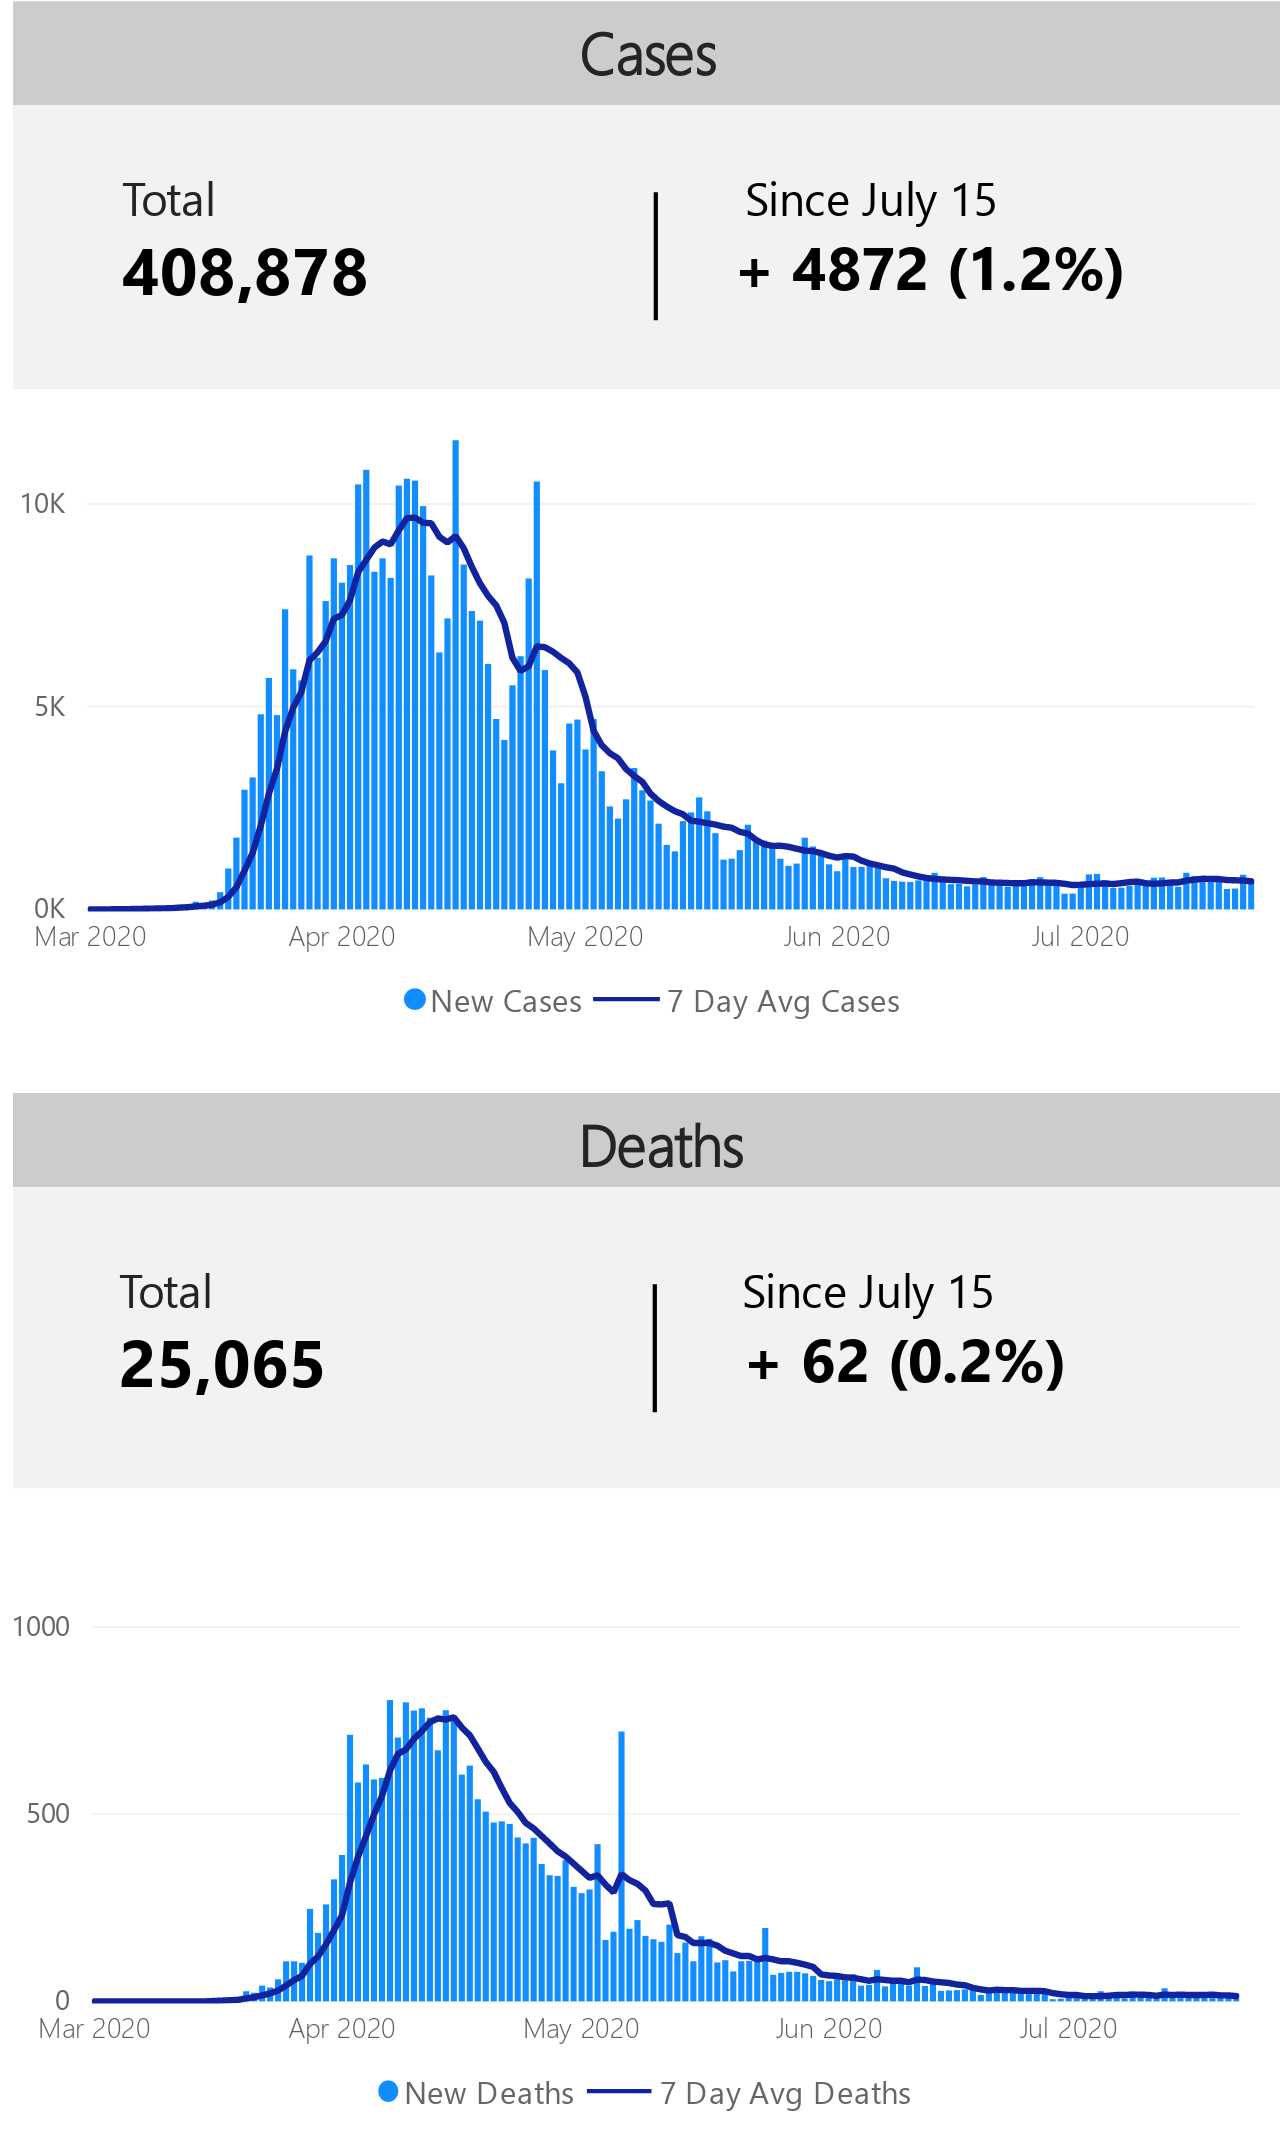 Cases
Total
Since July 15
408,878
+ 4872 (1.2%)
10K
5K
0K
Mar 2020
Apr 2020
May 2020
Jun 2020
Jul 2020
New Cases
7 Day Avg Cases
Deaths
Total
Since July 15
25,065
+ 62 (0.2%)
1000
500
0
Mar 2020
Apr 2020
May 2020
Jun 2020
Jul 2020
New Deaths
7 Day Avg Deaths